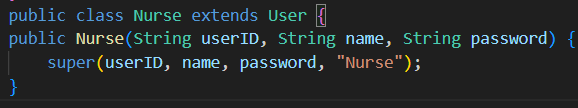 public class Nurse extends User {
public Nurse(String userID, String name, String password) {
    super(userID, name, password, "Nurse");
}